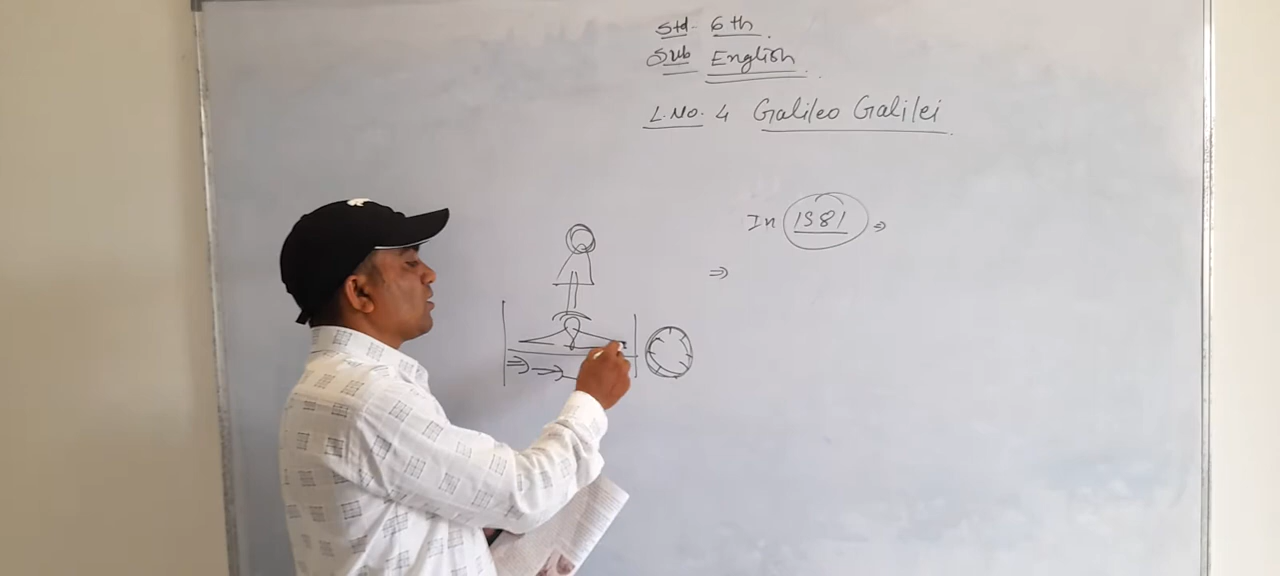 Std. 6th.
Sub English.
L.No. 4 Galileo Galilei.
In 1581 ⇒
⇒